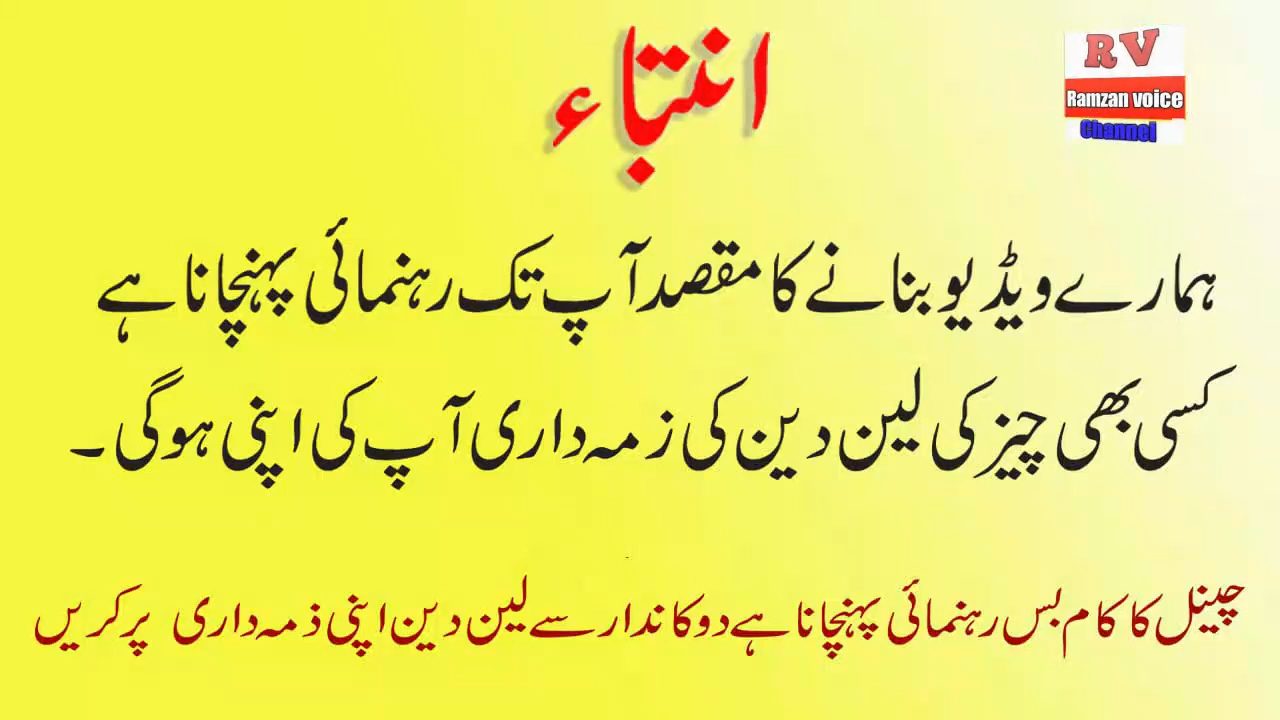 انتباء
RV
Ramzan voice
Channel
ہمارے ویڈیو بنانے کا مقصد آپ تک رہنمائی پہنچانا ہے
کسی بھی چیز کی لین دین کی زمہ داری آپ کی اپنی ہوگی۔
چینل کا کام بس رہنمائی پہنچانا ہے دوکاندار سے لین دین اپنی ذمہ داری پر کریں